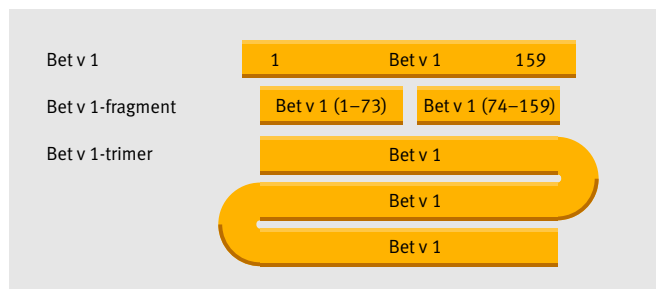 Bet v 1 1 Bet v 1 159
Bet v 1-fragment Bet v 1 (1–73) Bet v 1 (74–159)
Bet v 1-trimer Bet v 1
Bet v 1
Bet v 1